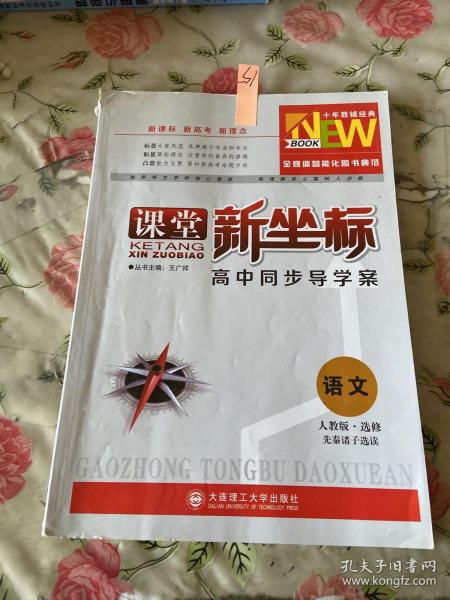 十年教辅经典
NEW
BOOK
全媒体智能化图书典范
新课标 新高考 新理念
课堂
新坐标
KETANG
XIN ZUOBIAO
●丛书主编：王广祥
高中同步导学案
语文
人教版·选修
先秦诸子选读
GAOZHONG TONGBU DAOXUEAN
大连理工大学出版社
DALIAN UNIVERSITY OF TECHNOLOGY PRESS
孔夫子旧书网
www.kongfz.com